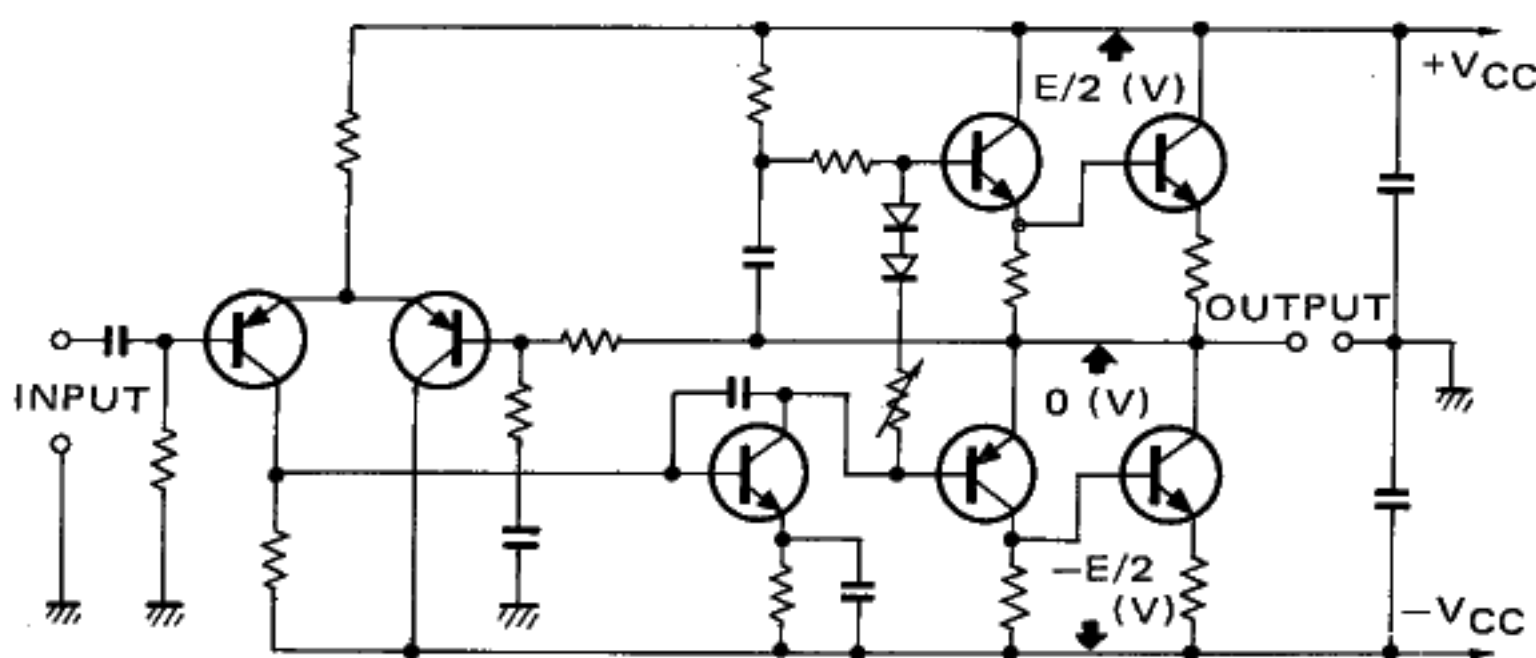 +VCC
E/2 (V)
OUTPUT
INPUT
0 (V)
-E/2
(V)
-VCC